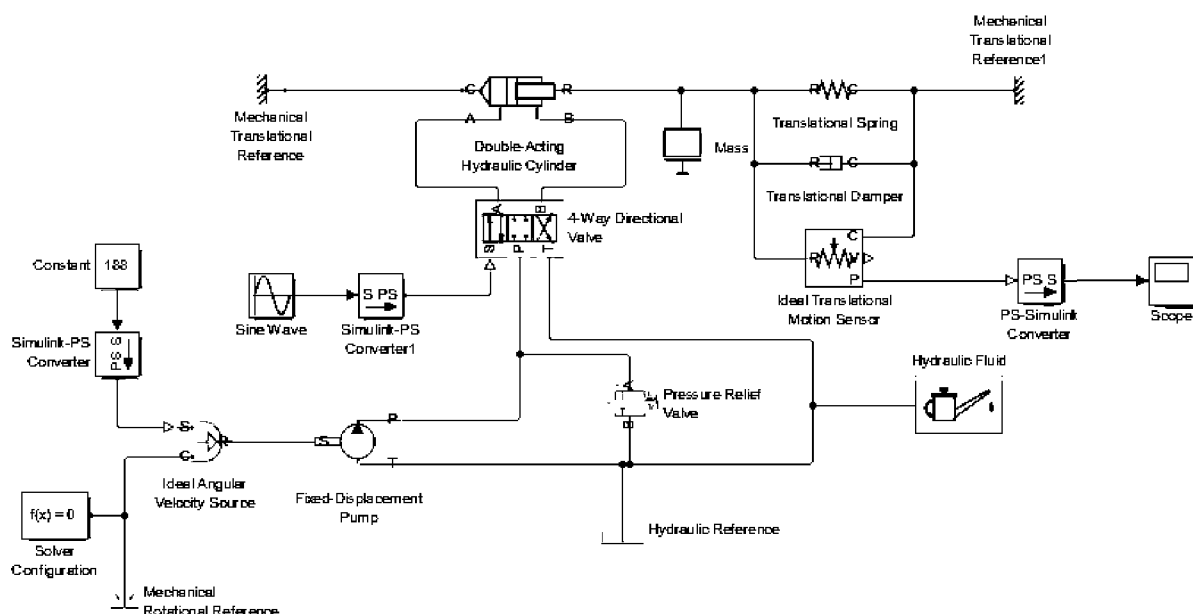 Mechanical
Translational
Reference1
C
R
R
C
Mechanical
Translational
Reference
A
B
Double-Acting
Hydraulic Cylinder
Mass
Translational Spring
R
C
Translational Damper
A
B
4-Way Directional
Valve
S
P
T
C
R
V
P
Ideal Translational
Motion Sensor
Constant
188
Sine Wave
S PS
Simulink-PS
Converter1
PS S
PS-Simulink
Converter
Scope
Simulink-PS
Converter
PS S
Hydraulic Fluid
A
Pressure Relief
Valve
B
S
R
C
Ideal Angular
Velocity Source
S
P
T
Fixed-Displacement
Pump
f(x) = 0
Solver
Configuration
Hydraulic Reference
Mechanical
Rotational Reference